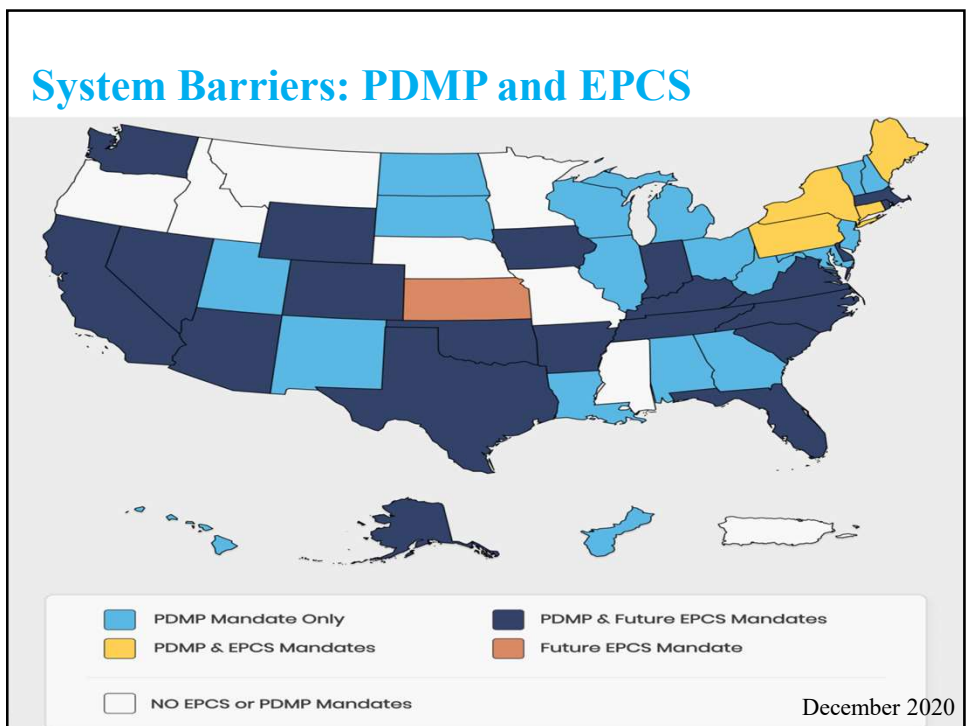 System Barriers: PDMP and EPCS
PDMP Mandate Only
PDMP & Future EPCS Mandates
PDMP & EPCS Mandates
Future EPCS Mandate
NO EPCS or PDMP Mandates
December 2020